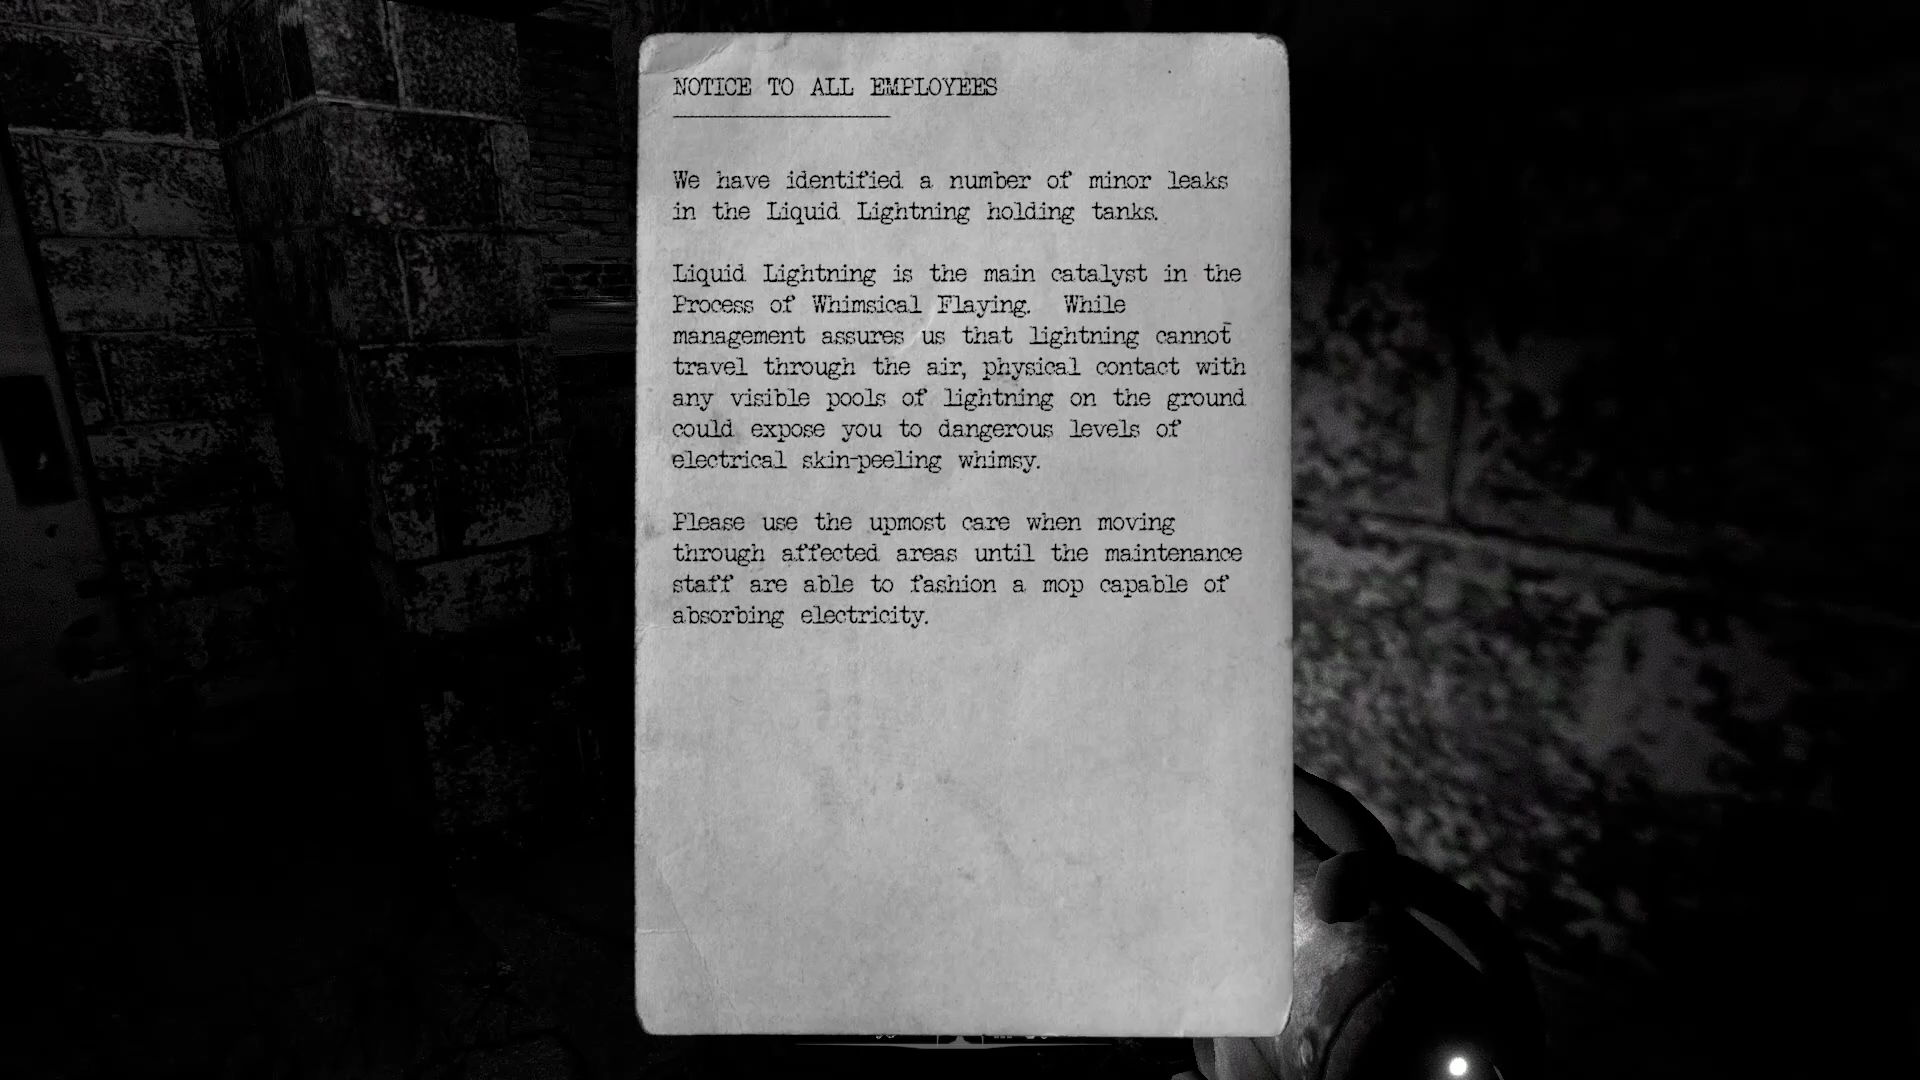 NOTICE TO ALL EMPLOYEES
We have identified a number of minor leaks
in the Liquid Lightning holding tanks.
Liquid Lightning is the main catalyst in the
Process of Whimsical Flaying.  While
management assures us that lightning cannot
travel through the air, physical contact with
any visible pools of lightning on the ground
could expose you to dangerous levels of
electrical skin-peeling whimsy.
Please use the upmost care when moving
through affected areas until the maintenance
staff are able to fashion a mop capable of
absorbing electricity.